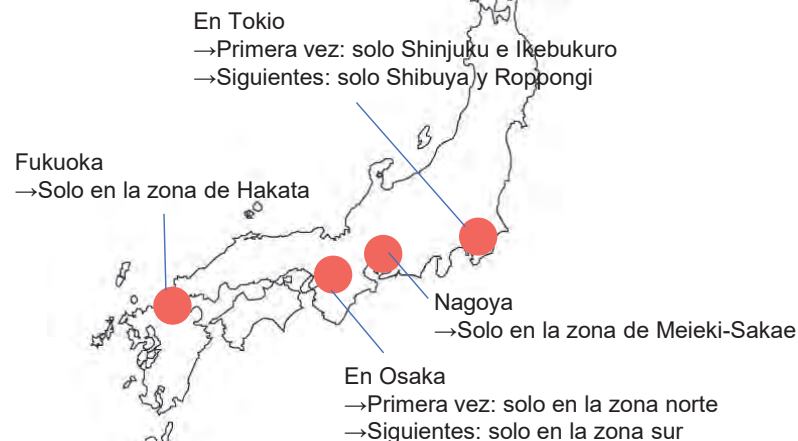 En Tokio
→Primera vez: solo Shinjuku e Ikebukuro
→Siguientes: solo Shibuya y Roppongi
Fukuoka
→Solo en la zona de Hakata
Nagoya
→Solo en la zona de Meieki-Sakae
En Osaka
→Primera vez: solo en la zona norte
→Siguientes: solo en la zona sur